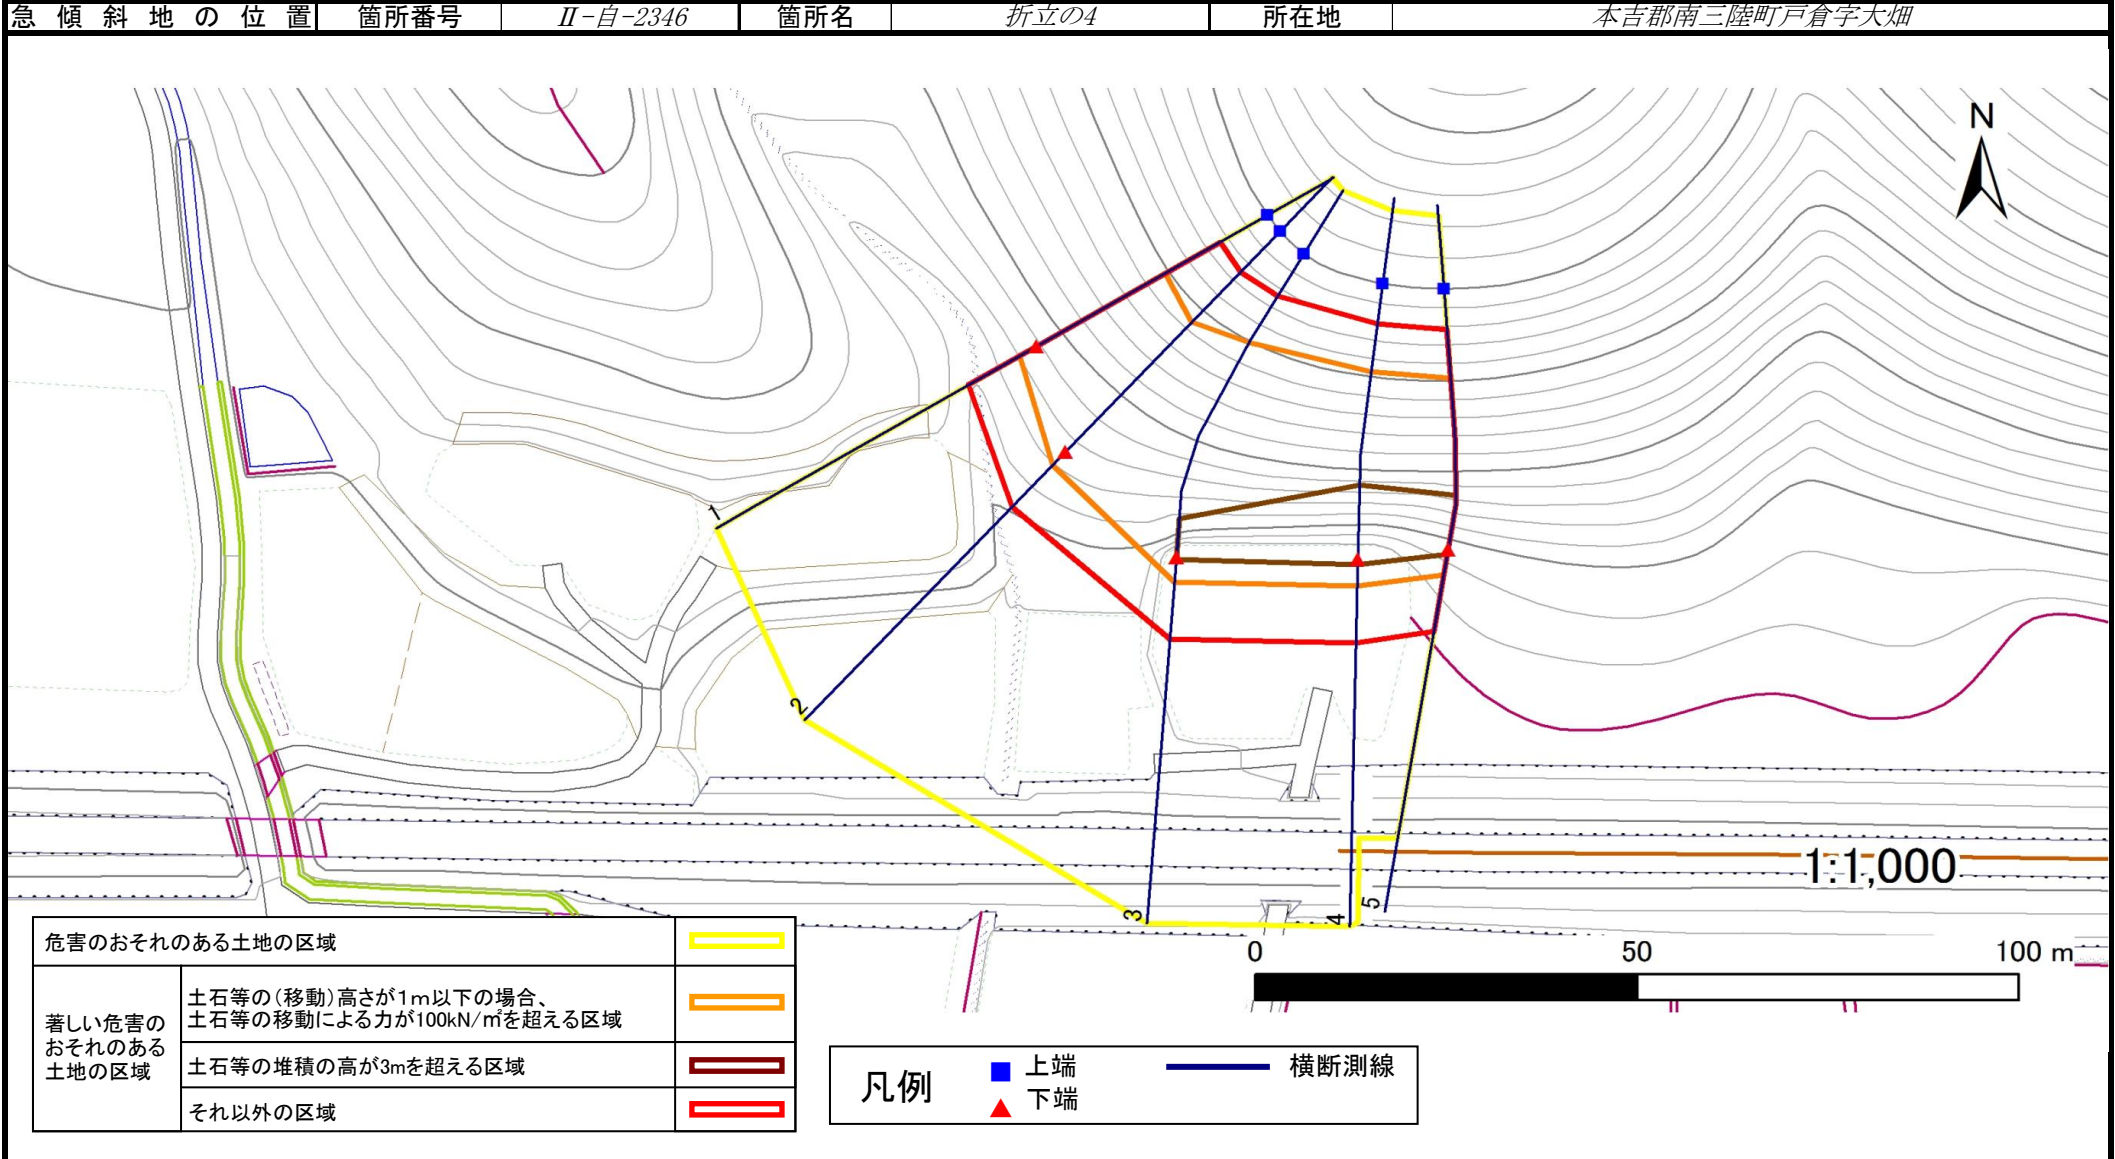 急傾斜地の位置 箇所番号 Ⅱ-自-2346 箇所名 折立の4 所在地 本吉郡南三陸町戸倉字大畑
N
1
2
3
4
5
1:1,000
0 50 100 m
危害のおそれのある土地の区域
著しい危害の
おそれのある
土地の区域
土石等の(移動)高さが1m以下の場合、
土石等の移動による力が100kN/㎡を超える区域
土石等の堆積の高が3mを超える区域
それ以外の区域
凡例
上端
下端
横断測線